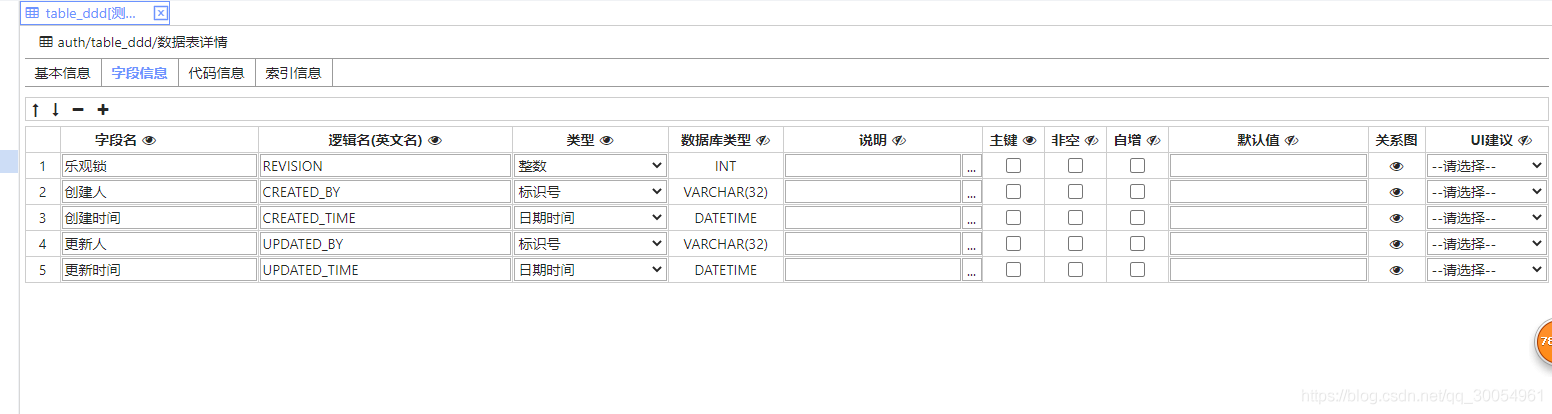 table_ddd[测...
auth/table_ddd/数据表详情
基本信息 字段信息 代码信息 索引信息
字段名 逻辑名(英文名) 类型 数据库类型 说明 主键 非空 自增 默认值 关系图 UI建议
1 乐观锁 REVISION 整数 INT ... --请选择--
2 创建人 CREATED_BY 标识号 VARCHAR(32) ... --请选择--
3 创建时间 CREATED_TIME 日期时间 DATETIME ... --请选择--
4 更新人 UPDATED_BY 标识号 VARCHAR(32) ... --请选择--
5 更新时间 UPDATED_TIME 日期时间 DATETIME ... --请选择--
78
https://blog.csdn.net/qq_30054961